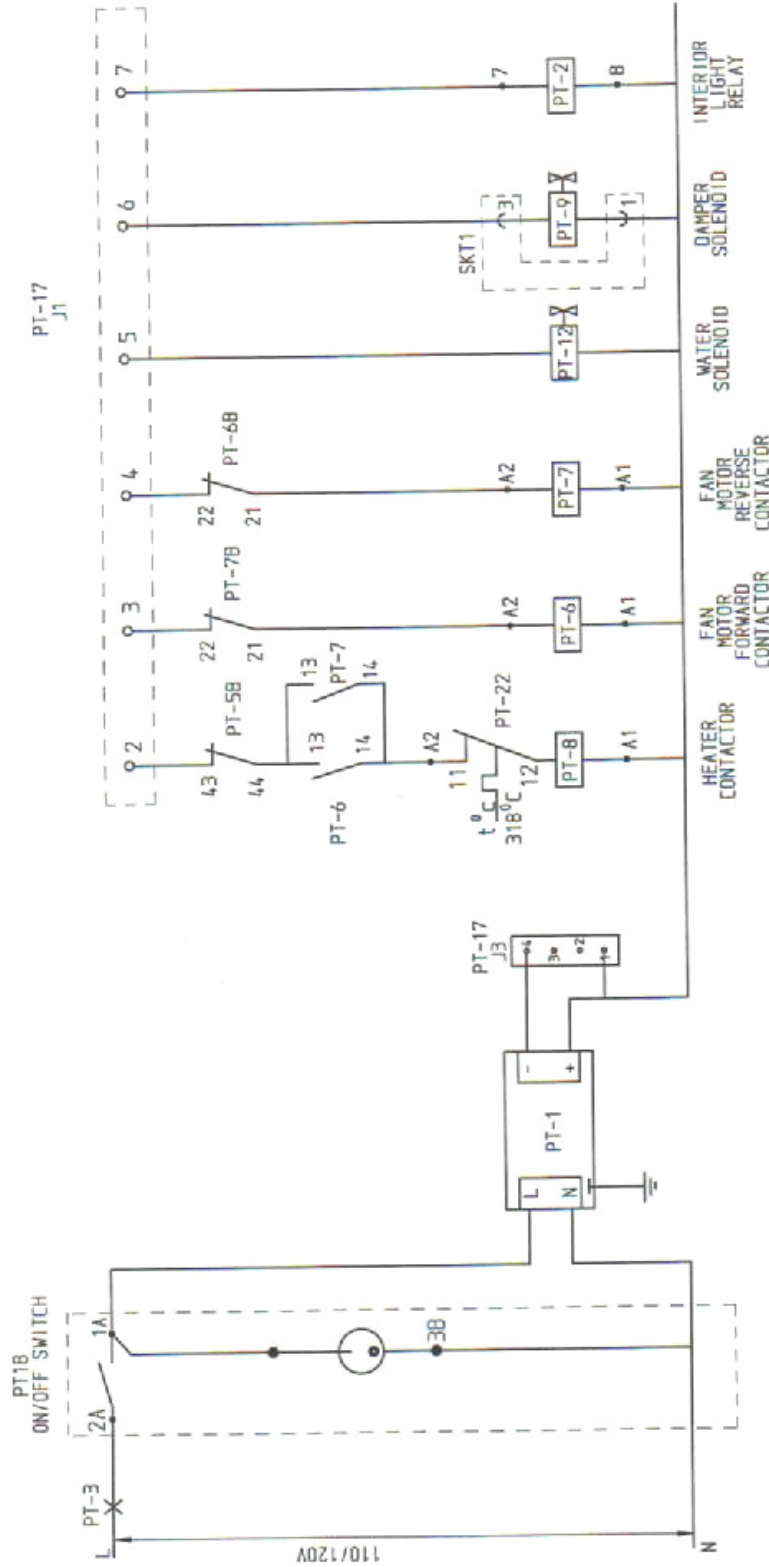 PT-17
J1
2
3
4
5
6
7
PT18
ON/OFF SWITCH
L
PT-3
2A
1A
3B
110/120V
N
L
N
PT-1
-
+
PT-17
J3
4
3
2
1
43
PT-5B
44
13
13
PT-6
PT-7
14
14
A2
11
PT-22
t°C
318°C
12
PT-8
A1
HEATER
CONTACTOR
22
PT-7B
21
A2
PT-6
A1
FAN
MOTOR
FORWARD
CONTACTOR
22
PT-6B
21
A2
PT-7
A1
FAN
MOTOR
REVERSE
CONTACTOR
PT-12
WATER
SOLENOID
SKT1
3
PT-9
1
DAMPER
SOLENOID
7
PT-2
8
INTERIOR
LIGHT
RELAY